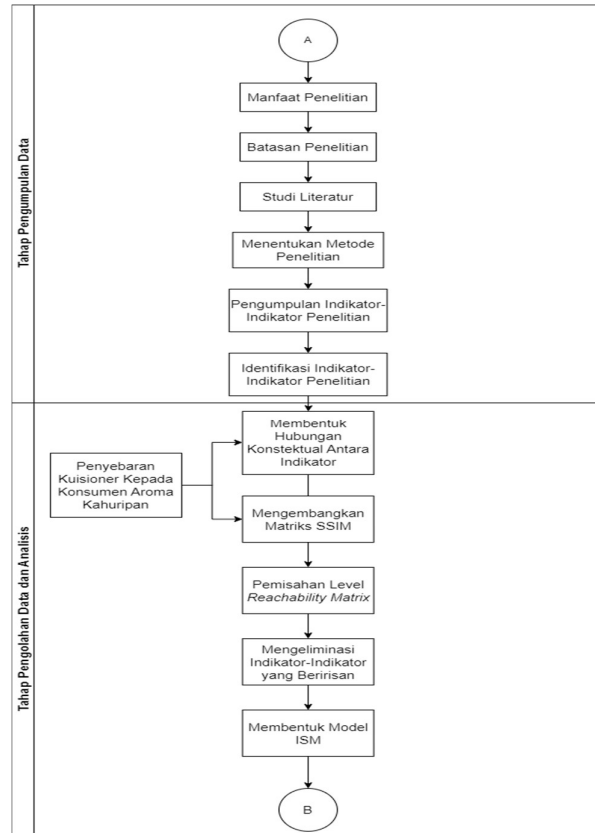 Tahap Pengumpulan Data
A
Manfaat Penelitian
Batasan Penelitian
Studi Literatur
Menentukan Metode
Penelitian
Pengumpulan Indikator-
Indikator Penelitian
Identifikasi Indikator-
Indikator Penelitian
Tahap Pengolahan Data dan Analisis
Membentuk
Hubungan
Konstektual Antara
Indikator
Penyebaran
Kuisioner Kepada
Konsumen Aroma
Kahuripan
Mengembangkan
Matriks SSIM
Pemisahan Level
Reachability Matrix
Mengeliminasi
Indikator-Indikator
yang Beririsan
Membentuk Model
ISM
B